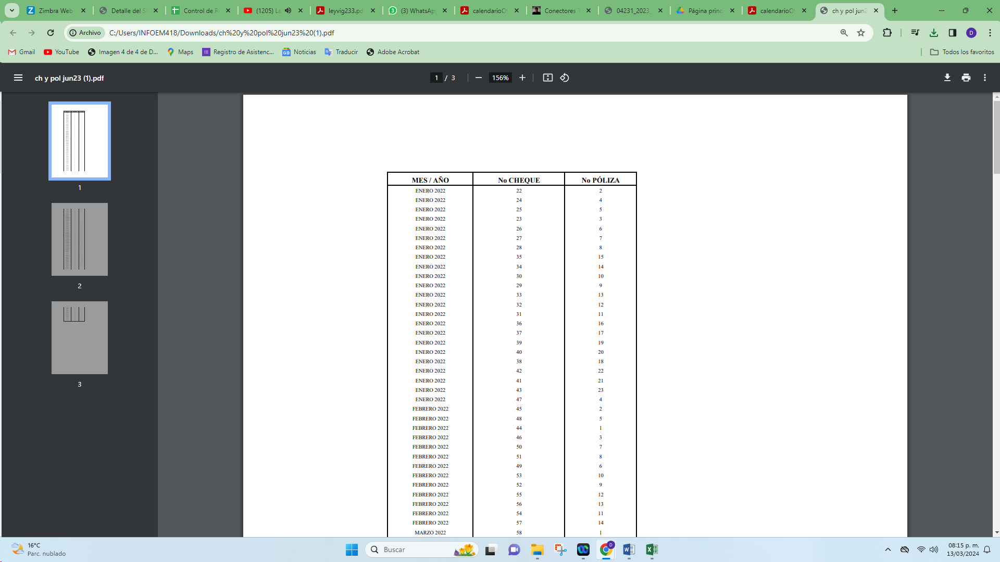 Zimbra Web
Detalle del S
Control de R
(1205) La
leyvig233.pd
(3) WhatsAp
calendarioO
Conectores T
04231_2023_
Página princ
calendarioO
ch y pol jun2
Archivo
C:/Users/INFOEM418/Downloads/ch%20y%20pol%20jun23%20(1).pdf
D
Gmail
YouTube
Imagen 4 de 4 de D...
Maps
Registro de Asistenc...
Noticias
Traducir
Adobe Acrobat
Todos los favoritos
ch y pol jun23 (1).pdf
1 / 3
156%
1
2
3
MES / AÑO No CHEQUE No PÓLIZA
ENERO 2022 22 2
ENERO 2022 24 4
ENERO 2022 25 5
ENERO 2022 23 3
ENERO 2022 26 6
ENERO 2022 27 7
ENERO 2022 28 8
ENERO 2022 35 15
ENERO 2022 34 14
ENERO 2022 30 10
ENERO 2022 29 9
ENERO 2022 33 13
ENERO 2022 32 12
ENERO 2022 31 11
ENERO 2022 36 16
ENERO 2022 37 17
ENERO 2022 39 19
ENERO 2022 40 20
ENERO 2022 38 18
ENERO 2022 42 22
ENERO 2022 41 21
ENERO 2022 43 23
ENERO 2022 47 4
FEBRERO 2022 45 2
FEBRERO 2022 48 5
FEBRERO 2022 44 1
FEBRERO 2022 46 3
FEBRERO 2022 50 7
FEBRERO 2022 51 8
FEBRERO 2022 49 6
FEBRERO 2022 53 10
FEBRERO 2022 52 9
FEBRERO 2022 55 12
FEBRERO 2022 56 13
FEBRERO 2022 54 11
FEBRERO 2022 57 14
MARZO 2022 58 1
16°C
Parc. nublado
Buscar
D
08:15 p. m.
13/03/2024